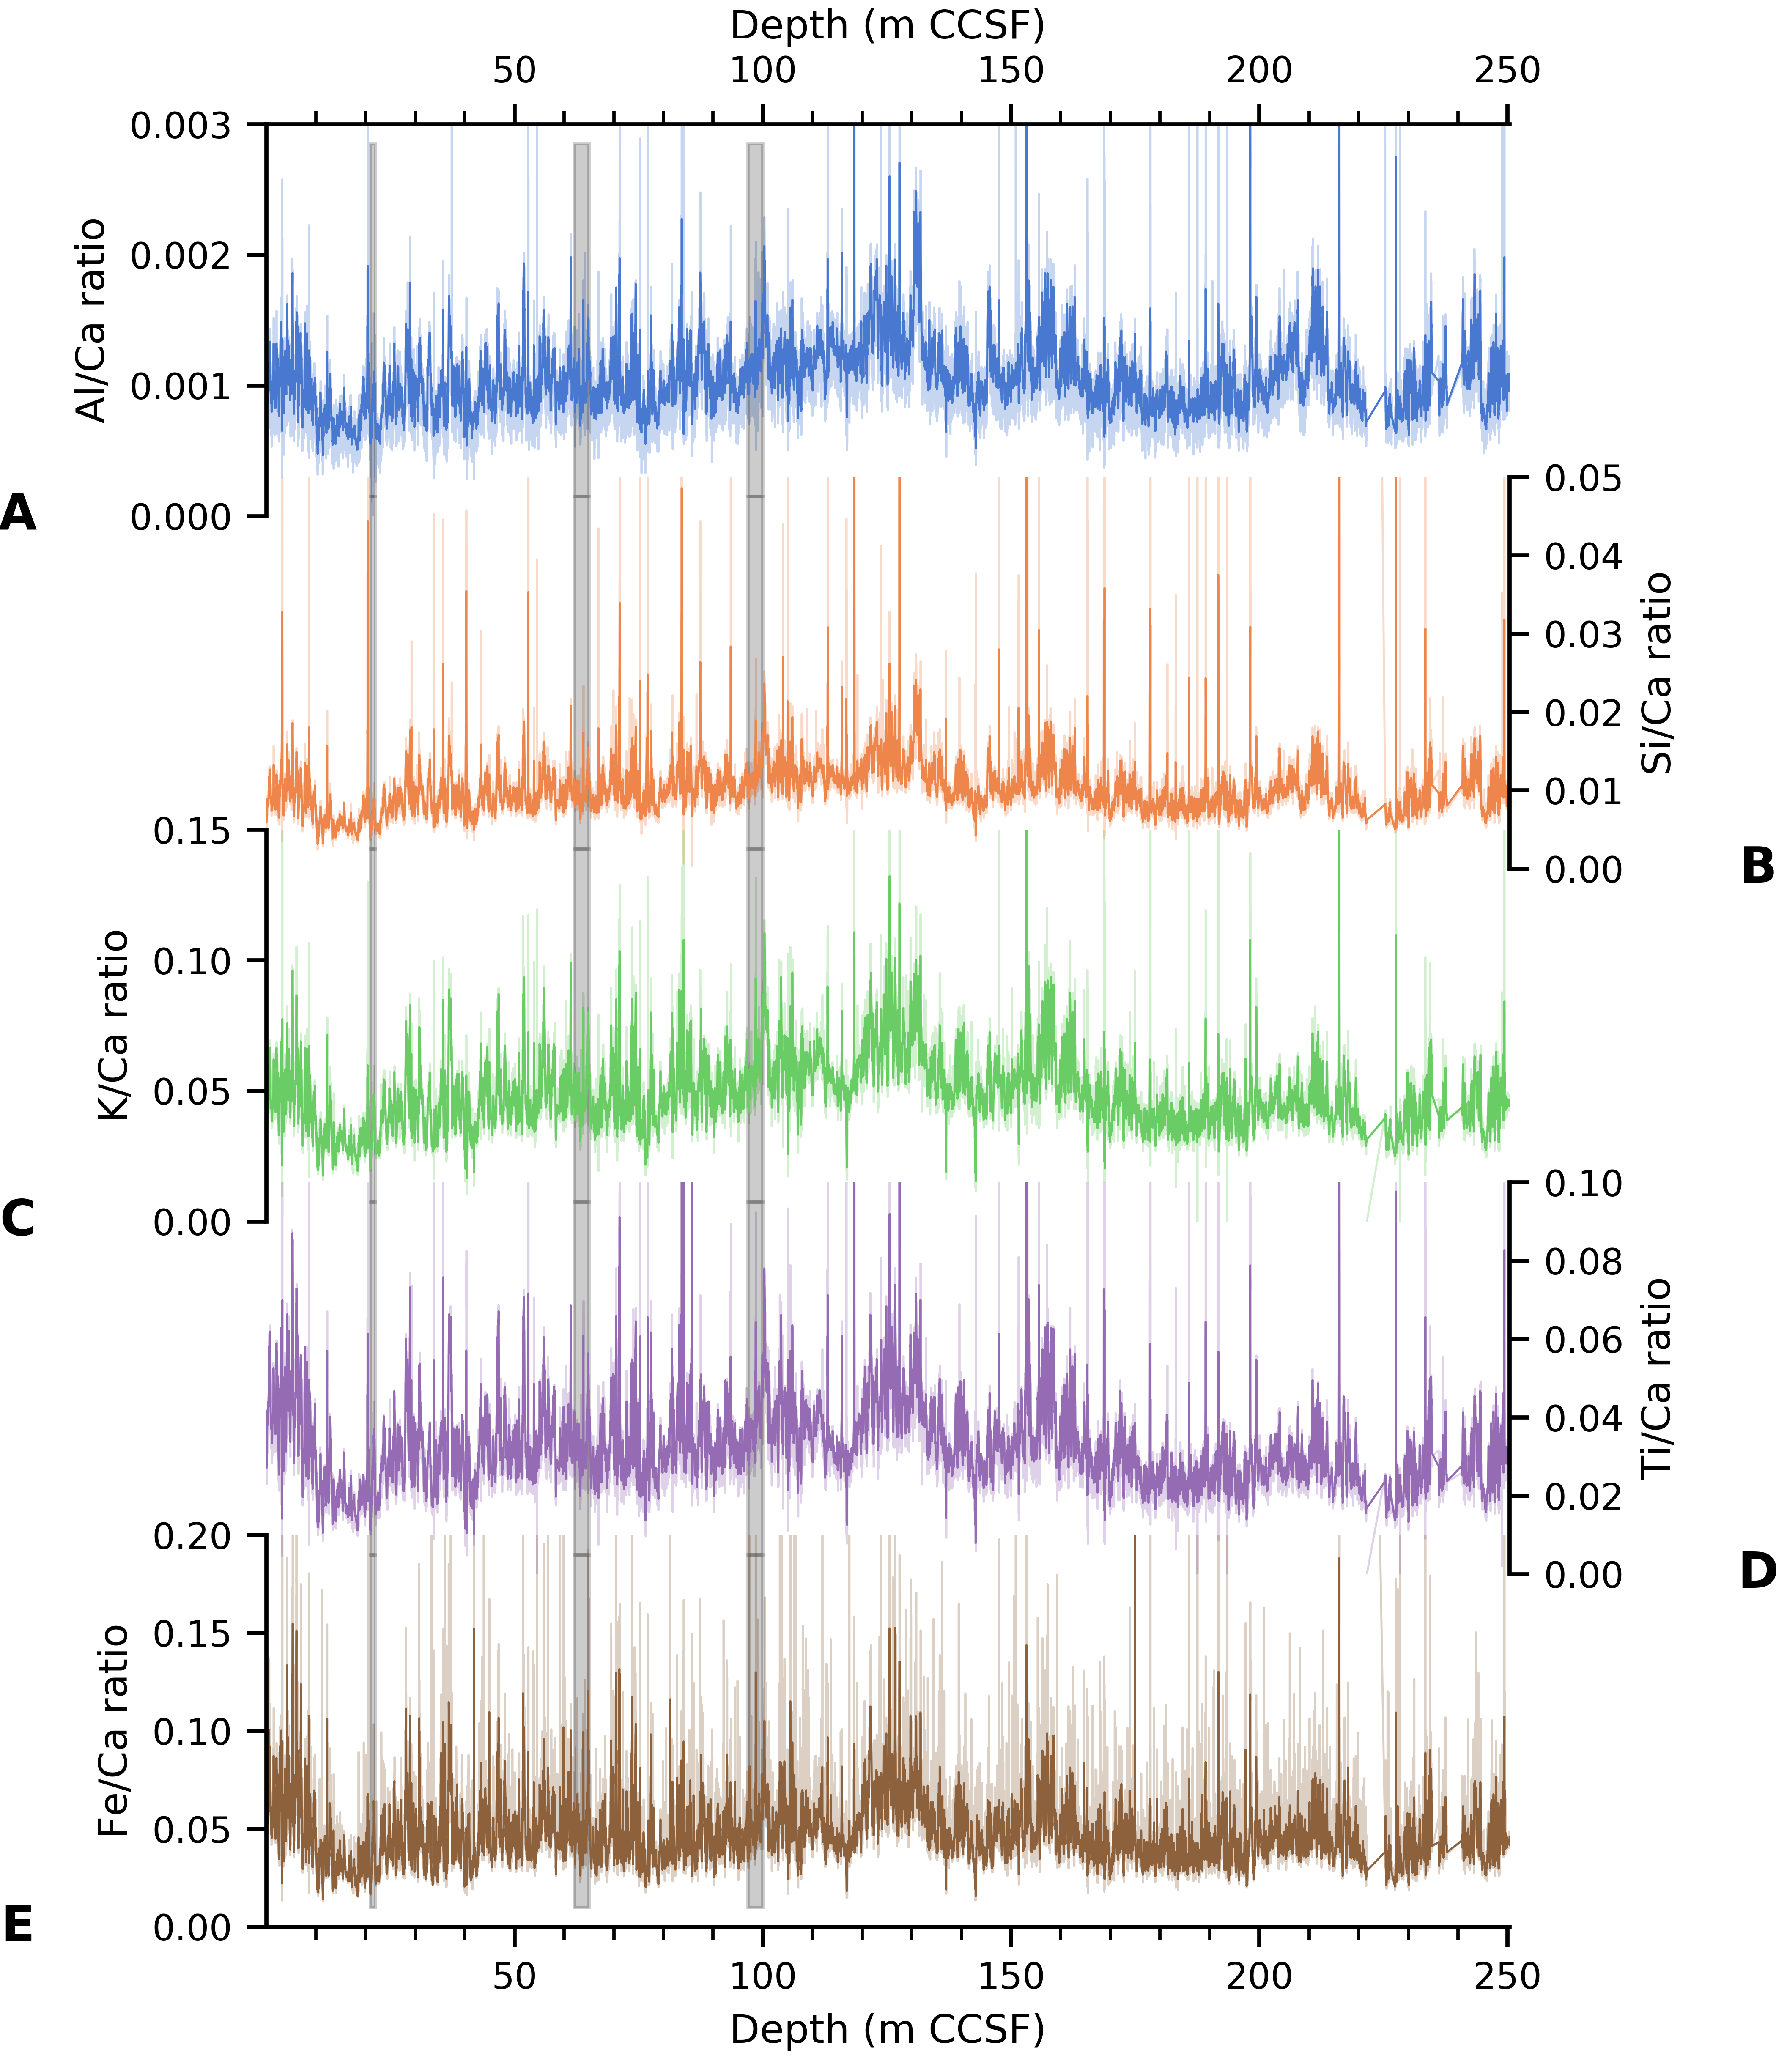 Depth (m CCSF)
50 100 150 200 250
0.003
0.002
0.001
0.000
Al/Ca ratio
A
0.05
0.04
0.03
0.02
0.01
0.00
Si/Ca ratio
B
0.15
0.10
0.05
0.00
K/Ca ratio
C
0.10
0.08
0.06
0.04
0.02
0.00
Ti/Ca ratio
D
0.20
0.15
0.10
0.05
0.00
Fe/Ca ratio
E
50 100 150 200 250
Depth (m CCSF)